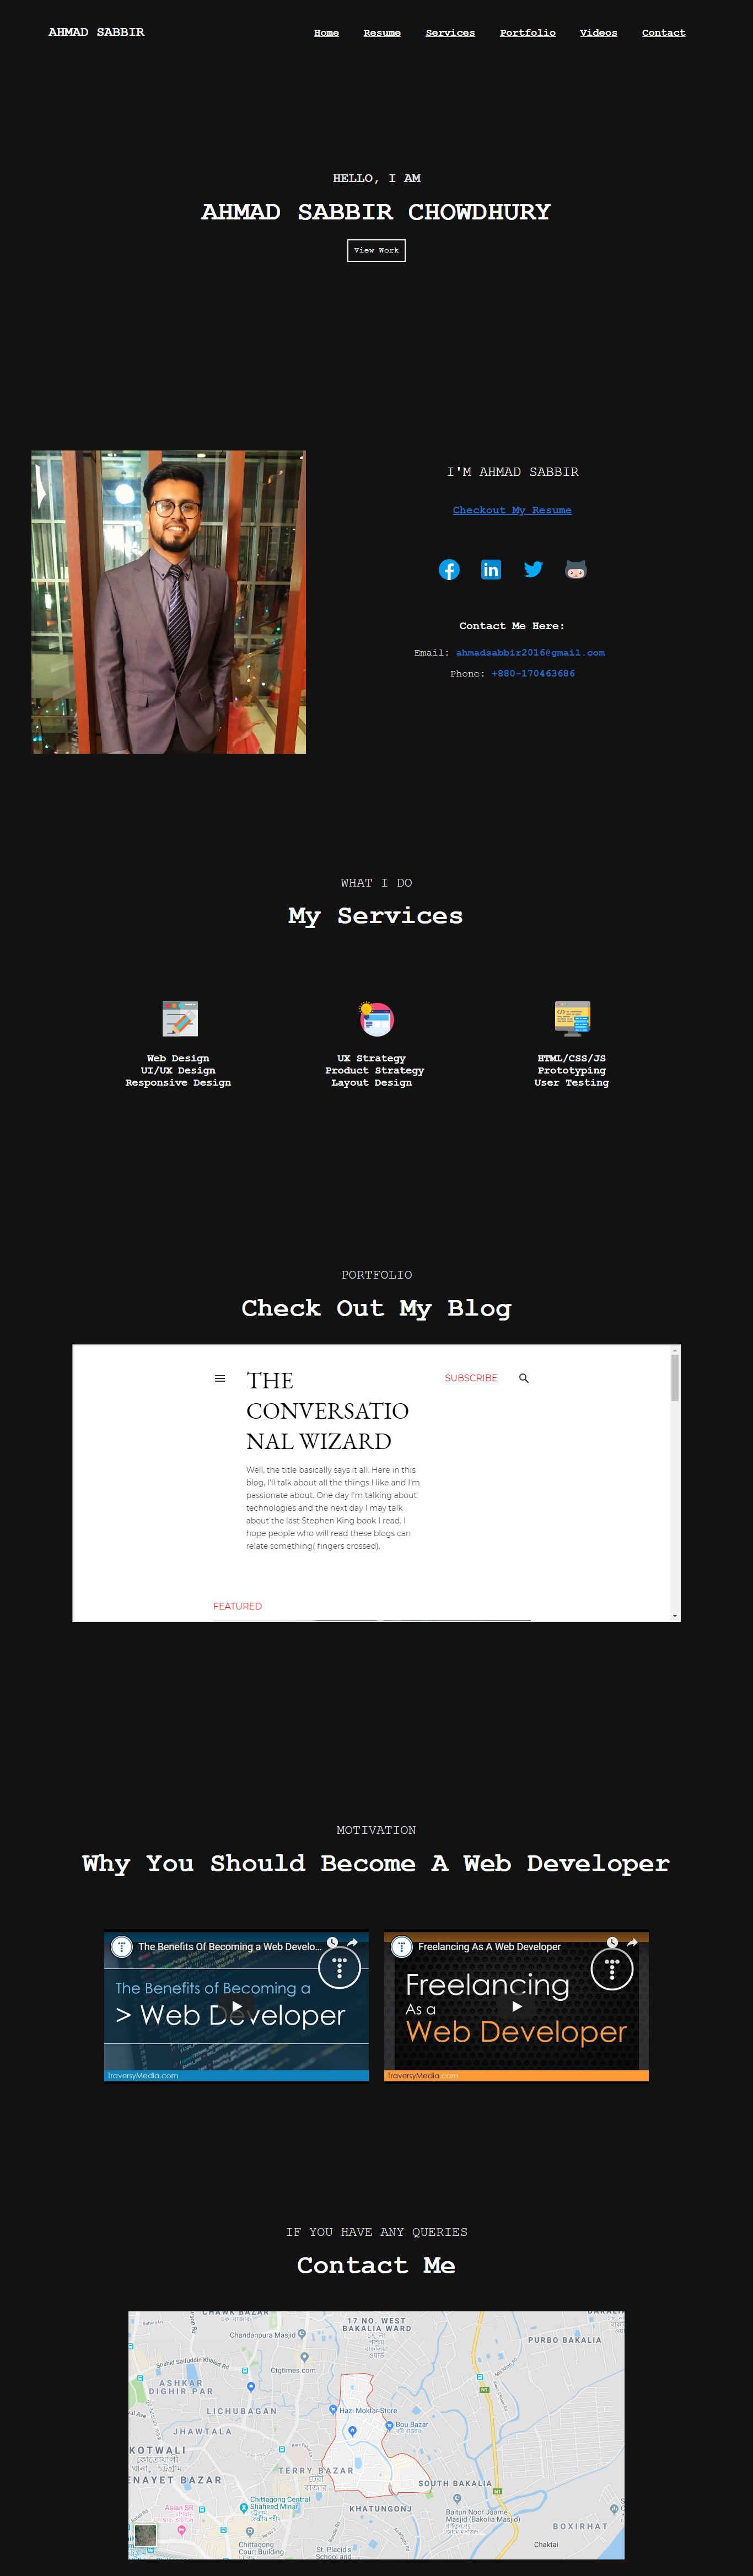 AHMAD SABBIR
Home Resume Services Portfolio Videos Contact
HELLO, I AM
AHMAD SABBIR CHOWDHURY
View Work
I'M AHMAD SABBIR
Checkout My Resume
Contact Me Here:
Email: ahmadsabbir2016@gmail.com
Phone: +880-170463686
WHAT I DO
My Services
Web Design
UI/UX Design
Responsive Design
UX Strategy
Product Strategy
Layout Design
HTML/CSS/JS
Prototyping
User Testing
PORTFOLIO
Check Out My Blog
THE
CONVERSATIO
NAL WIZARD
SUBSCRIBE
Well, the title basically says it all. Here in this
blog, I'll talk about all the things I like and I'm
passionate about. One day I'm talking about
technologies and the next day I may talk
about the last Stephen King book I read. I
hope people who will read these blogs can
relate something( fingers crossed).
FEATURED
MOTIVATION
Why You Should Become A Web Developer
The Benefits Of Becoming a Web Develo...
The Benefits of Becoming a
> Web Developer
TraversyMedia.com
Freelancing As A Web Developer
Freelancing
As a
Web Developer
TraversyMedia.com
IF YOU HAVE ANY QUERIES
Contact Me
CHAWK BAZAR
17 NO. WEST
BAKALIA WARD
Chandanpura Masjid
PURBO BAKALIA
Shahid Saifuddin Khaled Rd
Ctgtimes.com
ASHKAR
DIGHIR PAR
LICHUBAGAN
Hazi Moktar Store
Bou Bazar
JHAWTALA
KOTWALI
কোতোয়ালী
থানা, চট্টগ্রাম
ENAYET BAZAR
TERRY BAZAR
SOUTH BAKALIA
Asian SR
Chittagong Central
Shaheed Minar
KHATUNGONJ
Baitun Noor Jaame
Masjid (Bakolia Masjid)
BOXIRHAT
Chittagong
Court Building
St. Placid's
School and
Chaktai